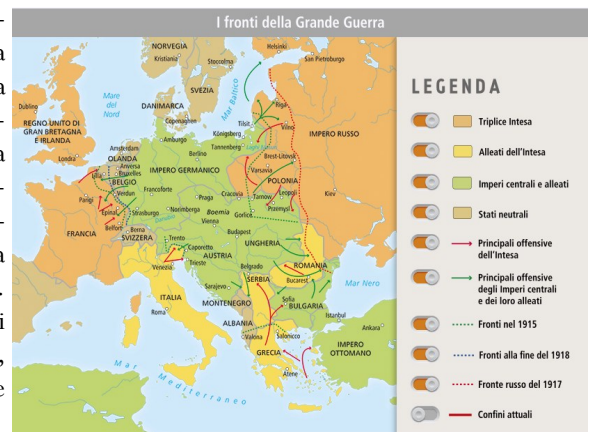 I fronti della Grande Guerra
NORVEGIA
Kristiania
Stoccolma
Helsinki
San Pietroburgo
SVEZIA
Mar Baltico
Mare
del
Nord
DANIMARCA
Copenaghen
Riga
Dublino
REGNO UNITO DI
GRAN BRETAGNA
E IRLANDA
Londra
Amburgo
Königsberg
Tilsit
Vilno
IMPERO RUSSO
Amsterdam
OLANDA
Anversa
Bruxelles
BELGIO
Lilla
Berlino
Tannenberg
IMPERO GERMANICO
Brest-Litovsk
Varsavia
POLONIA
Verdun
Francoforte
Parigi
Praga
Cracovia
Tarnow
Leopoli
Kiev
Epinal
Strasburgo
Norimberga
Boemia
Gorlice
Przemysl
Belfort
Vienna
FRANCIA
Berna
SVIZZERA
Budapest
Trento
Caporetto
UNGHERIA
AUSTRIA
Venezia
Trieste
ROMANIA
Belgrado
Bucarest
Mar Nero
SERBIA
Sarajevo
ITALIA
MONTENEGRO
Sofia
BULGARIA
Roma
Istanbul
ALBANIA
Ankara
Valona
Salonicco
IMPERO
OTTOMANO
GRECIA
Atene
Mar Mediterraneo
LEGENDA
Triplice Intesa
Alleati dell'Intesa
Imperi centrali e alleati
Stati neutrali
Principali offensive
dell'Intesa
Principali offensive
degli Imperi centrali
e dei loro alleati
Fronti nel 1915
Fronti alla fine del 1918
Fronte russo del 1917
Confini attuali